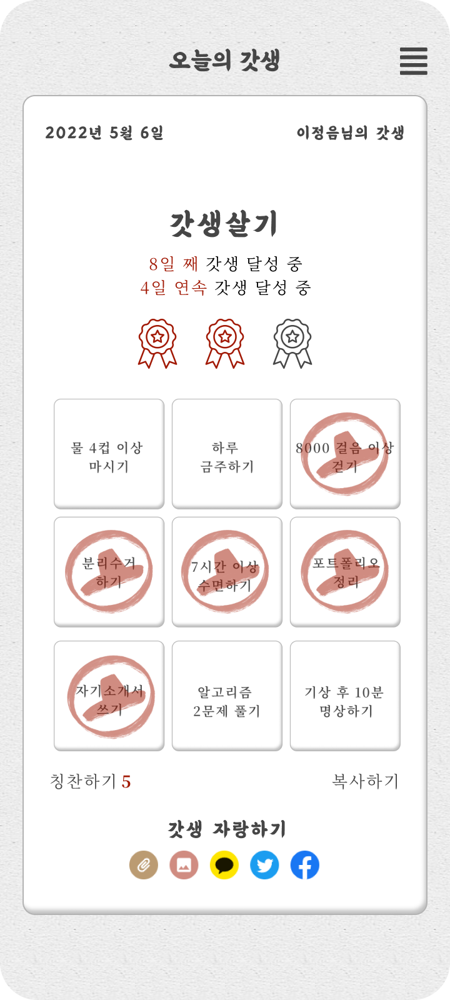 오늘의 갓생
2022년 5월 6일
이정음님의 갓생
갓생살기
8일 째 갓생 달성 중
4일 연속 갓생 달성 중
물 4컵 이상
마시기
하루
금주하기
8000 걸음 이상
걷기
분리수거
하기
7시간 이상
수면하기
포트폴리오
정리
자기소개서
쓰기
알고리즘
2문제 풀기
기상 후 10분
명상하기
칭찬하기 5
복사하기
갓생 자랑하기